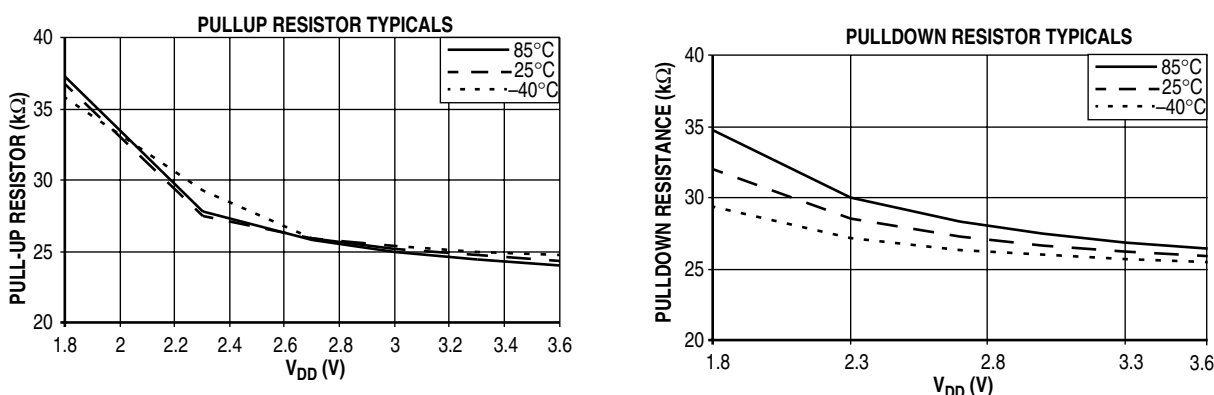 PULLUP RESISTOR TYPICALS
PULL-UP RESISTOR (kΩ)
40
35
30
25
20
85°C
25°C
–40°C
1.8 2 2.2 2.4 2.6 2.8 3 3.2 3.4 3.6
VDD (V)
PULLDOWN RESISTOR TYPICALS
PULLDOWN RESISTANCE (kΩ)
40
35
30
25
20
85°C
25°C
–40°C
1.8 2.3 2.8 3.3 3.6
VDD (V)